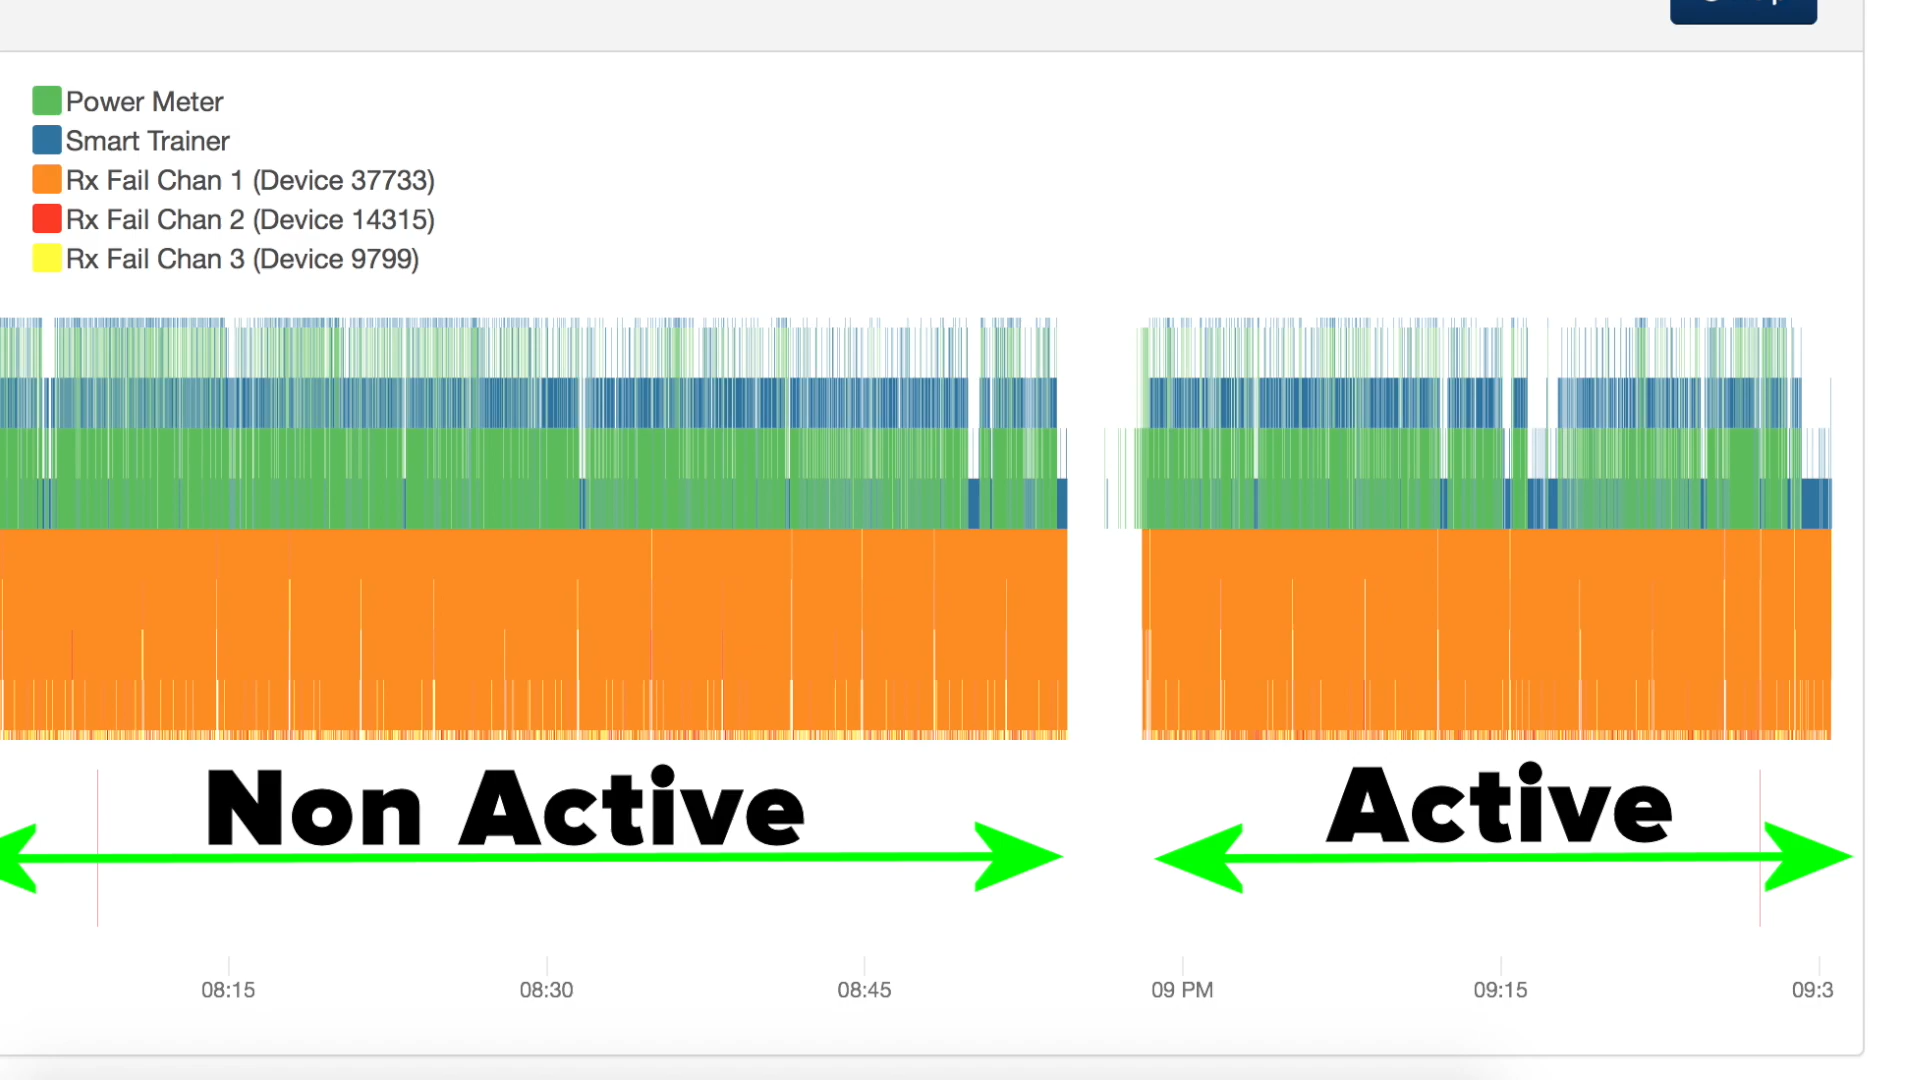 Power Meter
Smart Trainer
Rx Fail Chan 1 (Device 37733)
Rx Fail Chan 2 (Device 14315)
Rx Fail Chan 3 (Device 9799)
Non Active
Active
08:15
08:30
08:45
09 PM
09:15
09:3